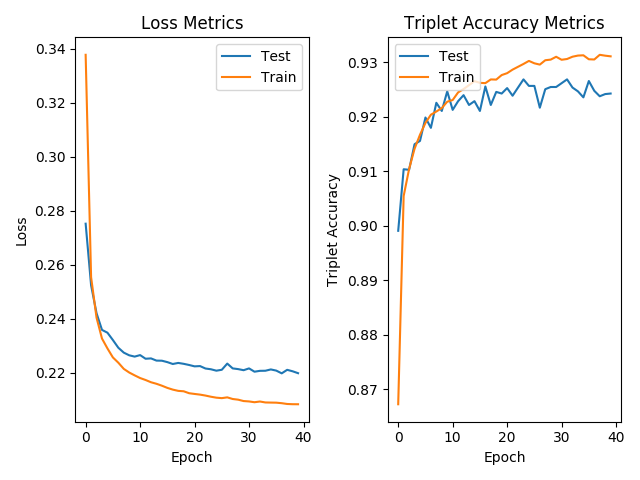 Loss Metrics
Test
Train
0.34
0.32
0.30
0.28
0.26
0.24
0.22
Loss
0
10
20
30
40
Epoch
Triplet Accuracy Metrics
Test
Train
0.93
0.92
0.91
0.90
0.89
0.88
0.87
Triplet Accuracy
0
10
20
30
40
Epoch